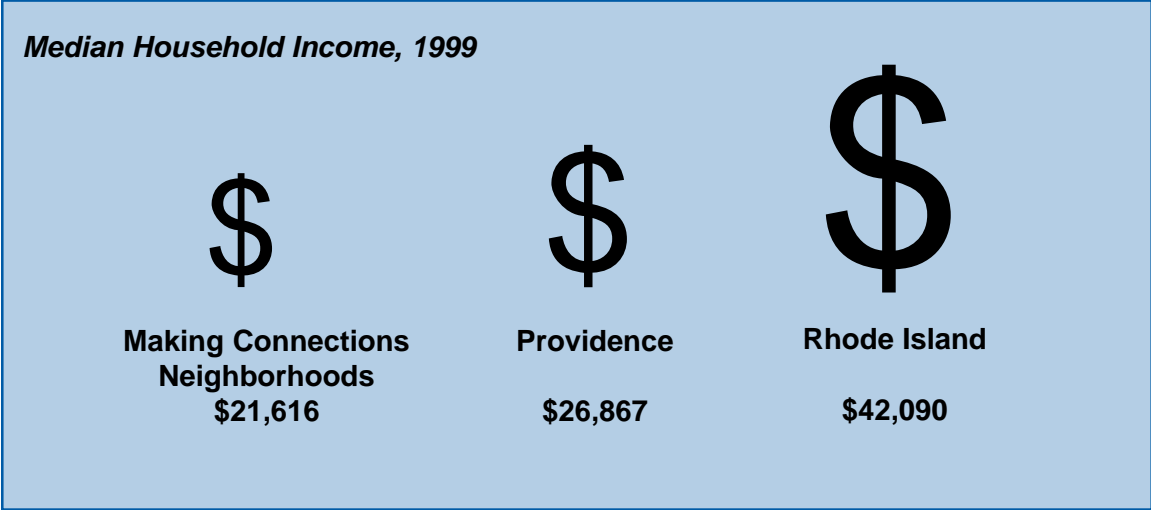 Median Household Income, 1999
$ $ $
Making Connections
Neighborhoods
$21,616
Providence
$26,867
Rhode Island
$42,090